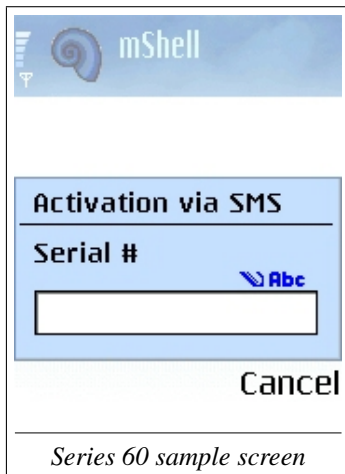 mShell
Activation via SMS
Serial #
Abc
Cancel
Series 60 sample screen